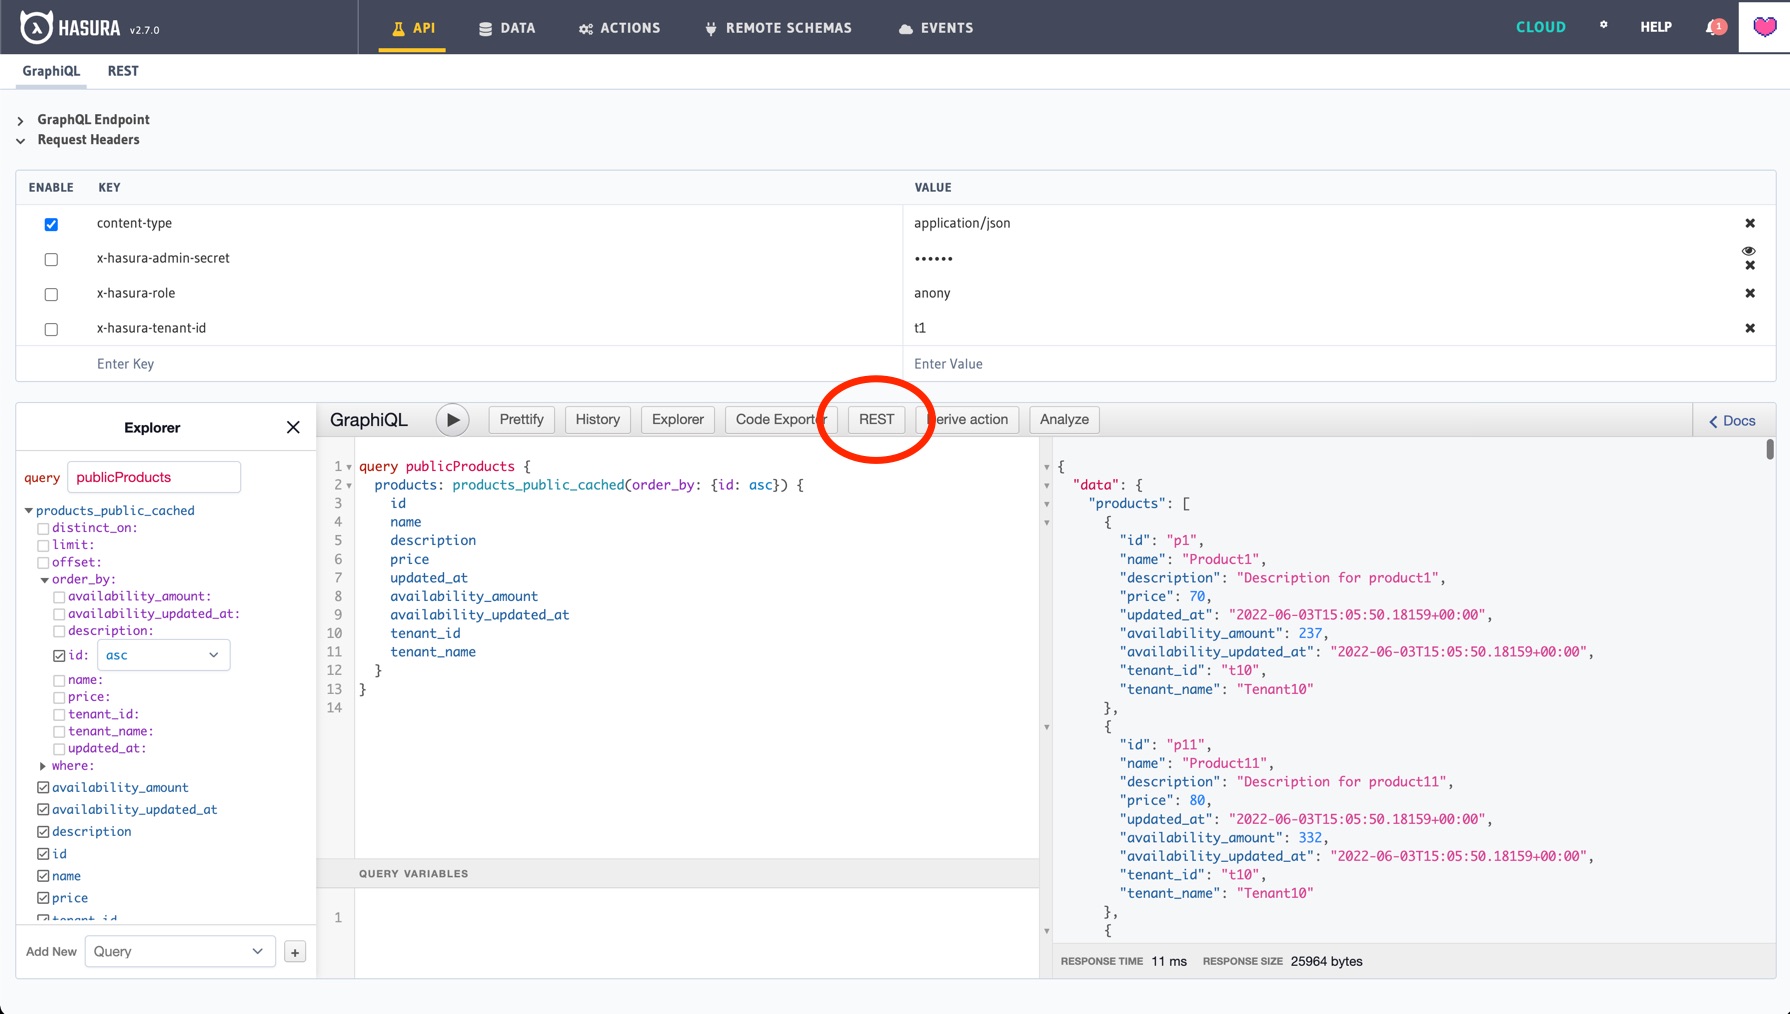 HASURA v2.7.0 API DATA ACTIONS REMOTE SCHEMAS EVENTS CLOUD HELP 1
GraphiQL REST
GraphQL Endpoint
Request Headers
ENABLE KEY VALUE
content-type application/json
x-hasura-admin-secret ••••••
x-hasura-role anony
x-hasura-tenant-id t1
Enter Key Enter Value
Explorer
GraphiQL Prettify History Explorer Code Exporter REST Derive action Analyze Docs
query publicProducts
products_public_cached
distinct_on:
limit:
offset:
order_by:
availability_amount:
availability_updated_at:
description:
id: asc
name:
price:
tenant_id:
tenant_name:
updated_at:
where:
availability_amount
availability_updated_at
description
id
name
price
tenant_id
Add New Query +
1 query publicProducts {
2 products: products_public_cached(order_by: {id: asc}) {
3 id
4 name
5 description
6 price
7 updated_at
8 availability_amount
9 availability_updated_at
10 tenant_id
11 tenant_name
12 }
13 }
14
QUERY VARIABLES
1
{
"data": {
"products": [
{
"id": "p1",
"name": "Product1",
"description": "Description for product1",
"price": 70,
"updated_at": "2022-06-03T15:05:50.18159+00:00",
"availability_amount": 237,
"availability_updated_at": "2022-06-03T15:05:50.18159+00:00",
"tenant_id": "t10",
"tenant_name": "Tenant10"
},
{
"id": "p11",
"name": "Product11",
"description": "Description for product11",
"price": 80,
"updated_at": "2022-06-03T15:05:50.18159+00:00",
"availability_amount": 332,
"availability_updated_at": "2022-06-03T15:05:50.18159+00:00",
"tenant_id": "t10",
"tenant_name": "Tenant10"
},
{
RESPONSE TIME 11 ms RESPONSE SIZE 25964 bytes